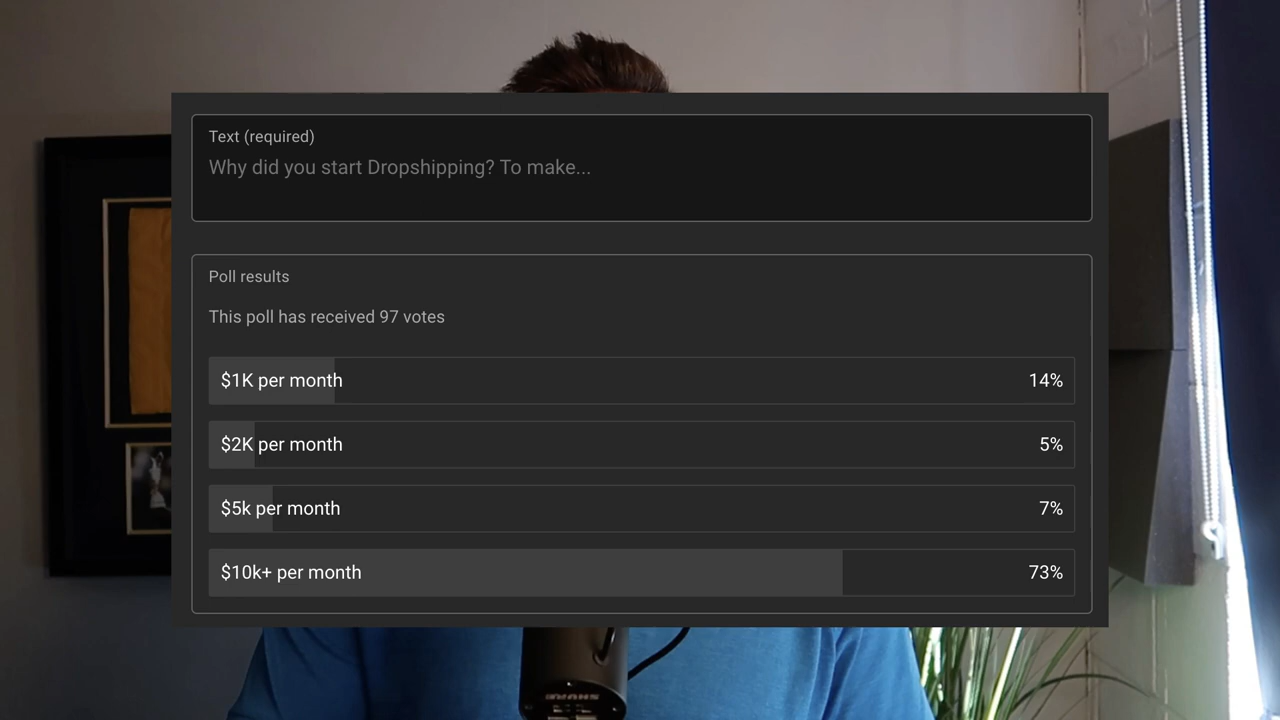 Text (required)
Why did you start Dropshipping? To make...
Poll results
This poll has received 97 votes
$1K per month 14%
$2K per month 5%
$5k per month 7%
$10k+ per month 73%
SHURE